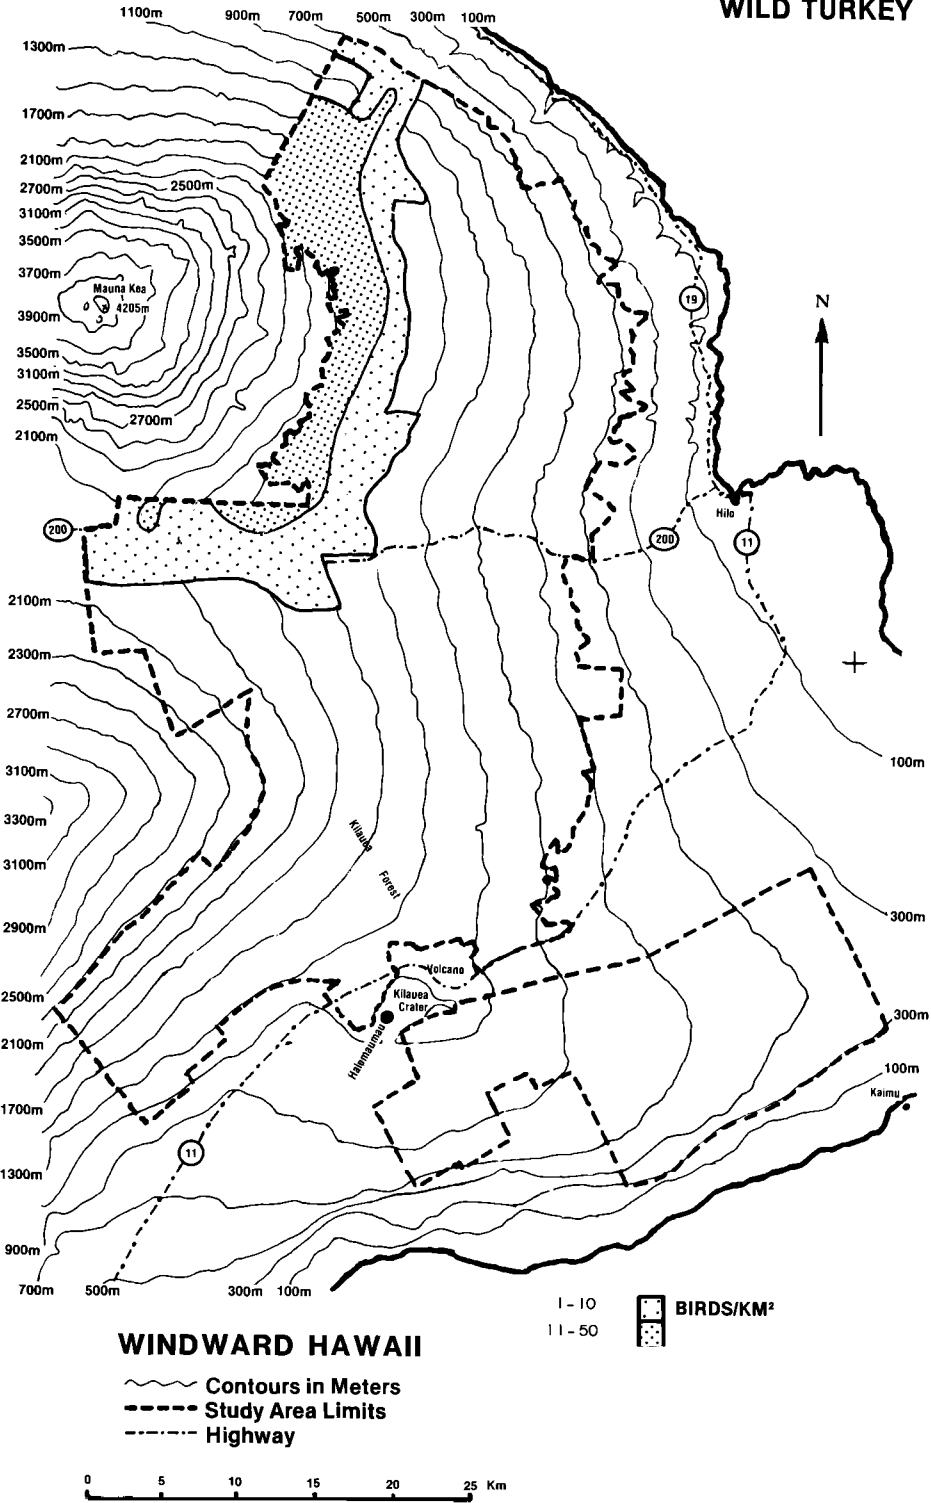 WILD TURKEY
1100m 900m 700m 500m 300m 100m
1300m
1700m
2100m
2700m 2500m
3100m
3500m
3700m
Mauna Kea
4205m
3900m
19
N
3500m
3100m
2500m
2700m
2100m
Hilo
200
200
11
2100m
2300m
2700m
100m
3100m
3300m
Kilauea
Forest
3100m
300m
2900m
Volcano
Kilauea
Crater
2500m
Halemaumau
300m
2100m
100m
Kaimu
1700m
11
1300m
900m
700m 500m 300m 100m
1-10 BIRDS/KM²
11-50
WINDWARD HAWAII
Contours in Meters
Study Area Limits
Highway
0 5 10 15 20 25 Km